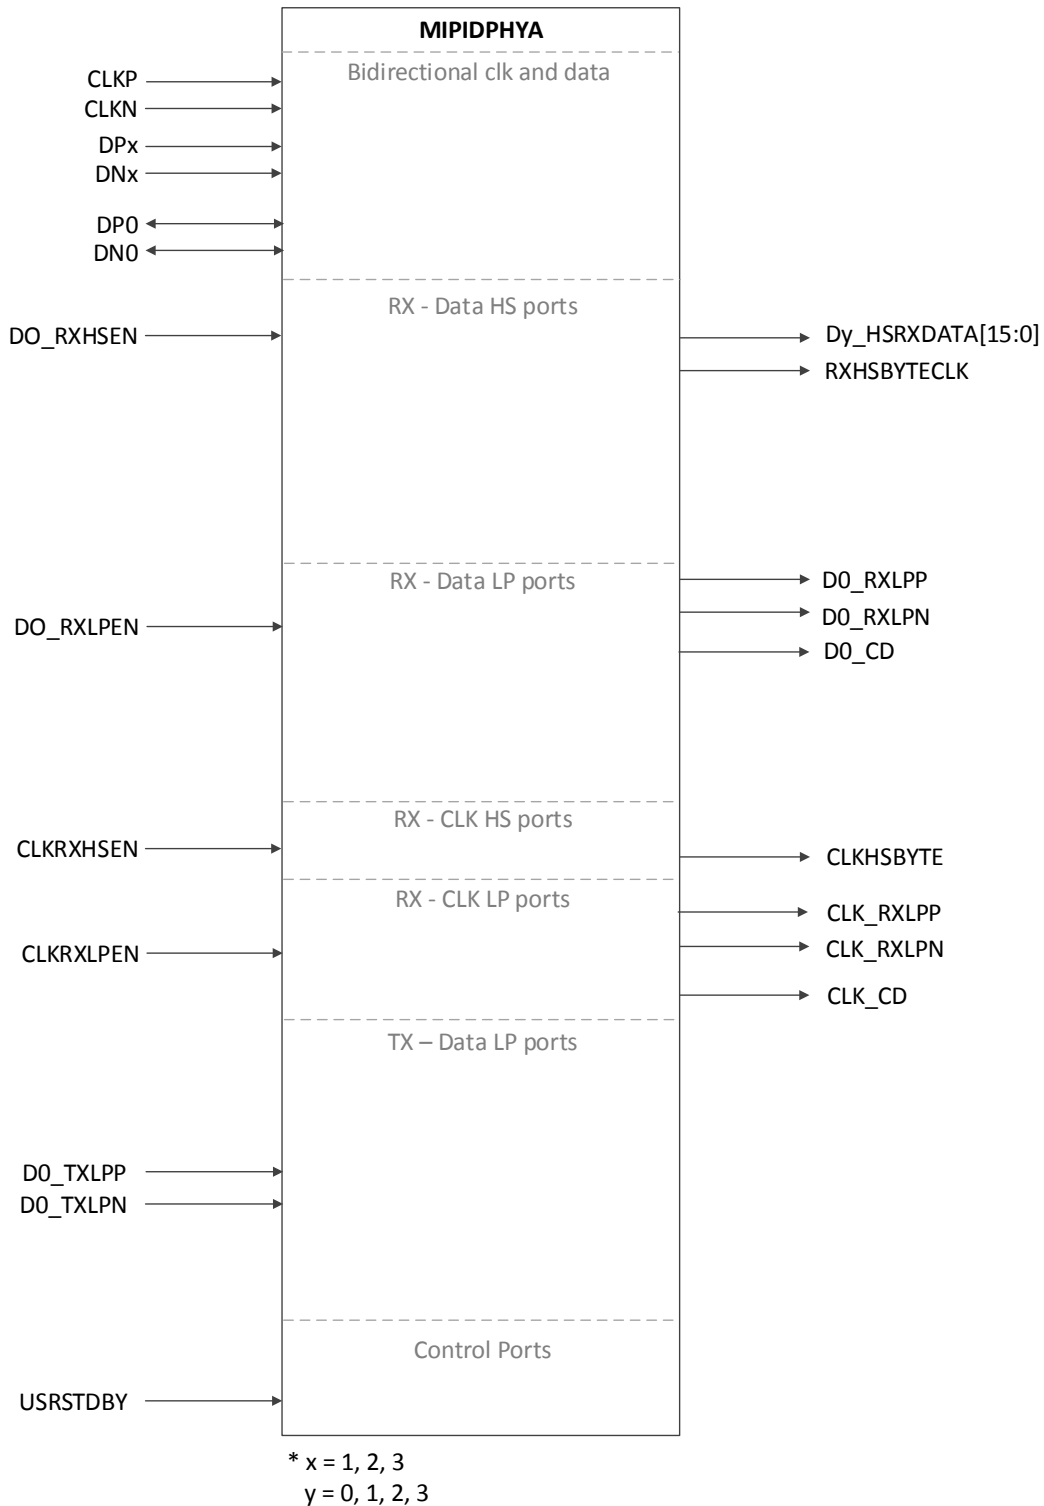 MIPIDPHYA
Bidirectional clk and data
CLKP
CLKN
DPx
DNx
DP0
DN0
RX - Data HS ports
DO_RXHSEN
Dy_HSRXDATA[15:0]
RXHSBYTECLK
RX - Data LP ports
D0_RXLPP
D0_RXLPN
DO_RXLPEN
D0_CD
RX - CLK HS ports
CLKRXHSEN
CLKHSBYTE
RX - CLK LP ports
CLK_RXLPP
CLK_RXLPN
CLKRXLPEN
CLK_CD
TX – Data LP ports
D0_TXLPP
D0_TXLPN
Control Ports
USRSTDBY
* x = 1, 2, 3
y = 0, 1, 2, 3